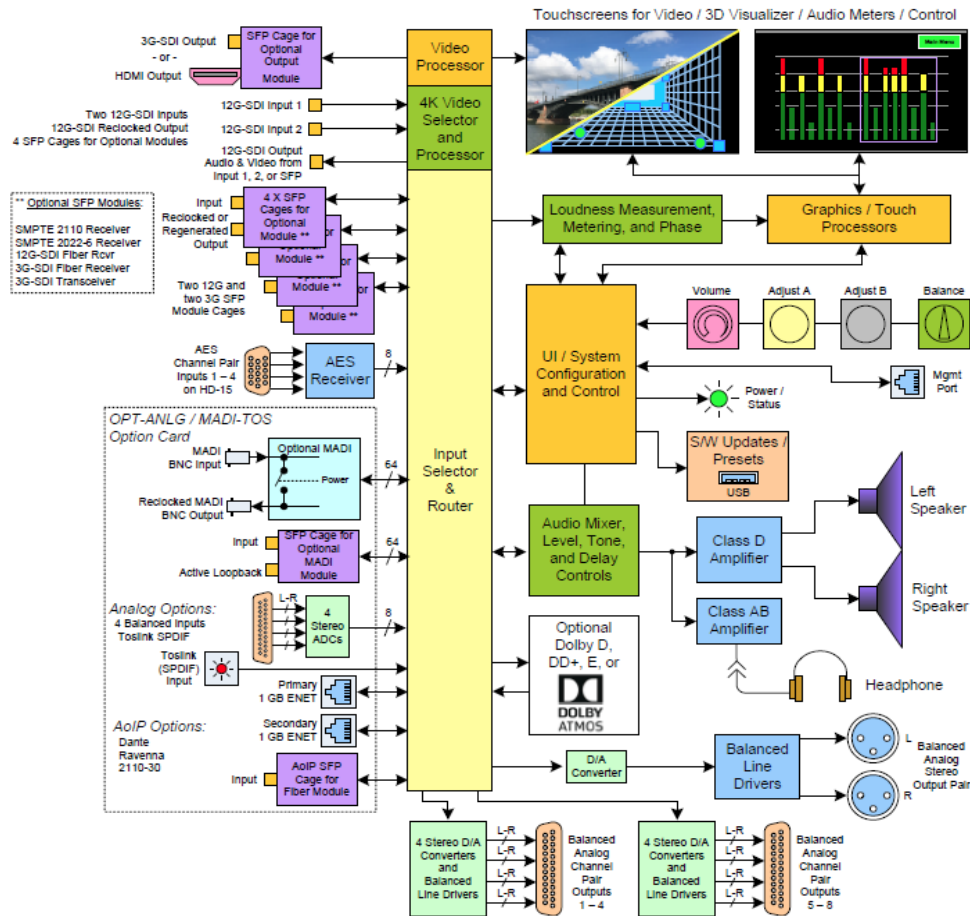 Touchscreens for Video / 3D Visualizer / Audio Meters / Control
3G-SDI Output
- or -
HDMI Output
SFP Cage for
Optional
Output
Module
Video
Processor
Main Menu
Two 12G-SDI Inputs
12G-SDI Reclocked Output
4 SFP Cages for Optional Modules
12G-SDI Input 1
12G-SDI Input 2
12G-SDI Output
Audio & Video from
Input 1, 2, or SFP
4K Video
Selector
and
Processor
** Optional SFP Modules:
SMPTE 2110 Receiver
SMPTE 2022-6 Receiver
12G-SDI Fiber Rcvr
3G-SDI Fiber Receiver
3G-SDI Transceiver
Input
Reclocked or
Regenerated
Output
4 X SFP
Cages for
Optional
Module **
Module **
Module **
Module **
Two 12G and
two 3G SFP
Module Cages
Loudness Measurement,
Metering, and Phase
Graphics / Touch
Processors
Volume
Adjust A
Adjust B
Balance
UI / System
Configuration
and Control
Mgmt
Port
Power /
Status
S/W Updates /
Presets
USB
AES
Channel Pair
Inputs 1 – 4
on HD-15
AES
Receiver
8
OPT-ANLG / MADI-TOS
Option Card
MADI
BNC Input
Optional MADI
Power
64
Reclocked MADI
BNC Output
Input
Active Loopback
SFP Cage for
Optional
MADI
Module
64
Input
Selector
&
Router
Analog Options:
4 Balanced Inputs
Toslink SPDIF
L-R
4
Stereo
ADCs
8
Toslink
(SPDIF)
Input
Primary
1 GB ENET
Secondary
1 GB ENET
AoIP Options:
Dante
Ravenna
2110-30
Input
AoIP SFP
Cage for
Fiber Module
Audio Mixer,
Level, Tone,
and Delay
Controls
Class D
Amplifier
Left
Speaker
Right
Speaker
Class AB
Amplifier
Headphone
Optional
Dolby D,
DD+, E, or
DOLBY
ATMOS
D/A
Converter
Balanced
Line
Drivers
L
R
Balanced
Analog
Stereo
Output Pair
4 Stereo D/A
Converters
and
Balanced
Line Drivers
L-R
L-R
L-R
L-R
Balanced
Analog
Channel
Pair
Outputs
1 – 4
4 Stereo D/A
Converters
and
Balanced
Line Drivers
L-R
L-R
L-R
L-R
Balanced
Analog
Channel
Pair
Outputs
5 – 8